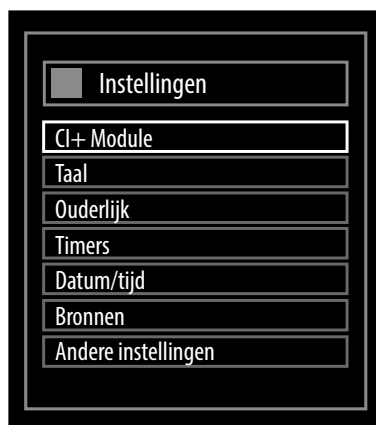 Instellingen
CI+ Module
Taal
Ouderlijk
Timers
Datum/tijd
Bronnen
Andere instellingen